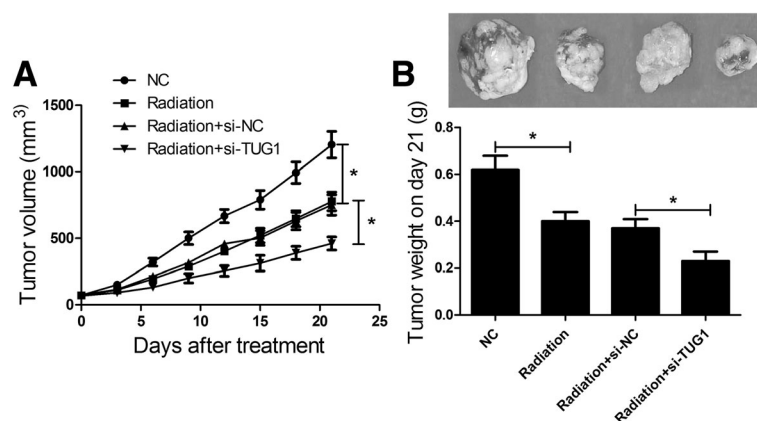 A
NC
Radiation
Radiation+si-NC
Radiation+si-TUG1
Tumor volume (mm³)
1500
1000
500
0
*
*
0 5 10 15 20 25
Days after treatment
B
Tumor weight on day 21 (g)
0.8
0.6
0.4
0.2
0.0
*
*
NC
Radiation
Radiation+si-NC
Radiation+si-TUG1